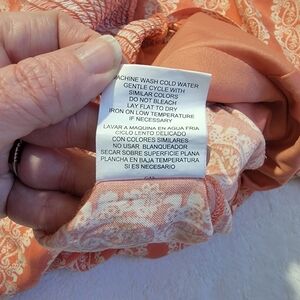 MACHINE WASH COLD WATER
GENTLE CYCLE WITH
SIMILAR COLORS
DO NOT BLEACH
LAY FLAT TO DRY
IRON ON LOW TEMPERATURE
IF NECESSARY
LAVAR A MAQUINA EN AGUA FRIA
CICLO LENTO DELICADO
CON COLORES SIMILARES
NO USAR BLANQUEADOR
SECAR SOBRE SUPERFICIE PLANA
PLANCHA EN BAJA TEMPERATURA
SI ES NECESARIO